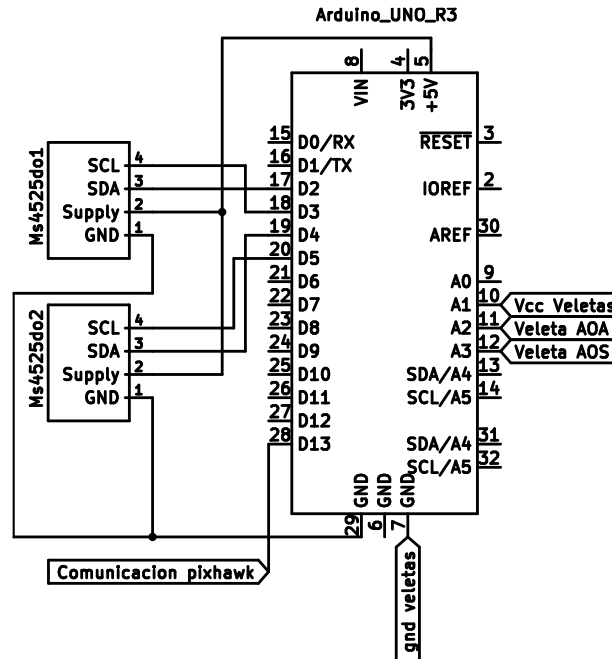 Arduino_UNO_R3
8 VIN
4 3V3
5 +5V
Ms4525do1
SCL 4
SDA 3
Supply 2
GND 1
Ms4525do2
SCL 4
SDA 3
Supply 2
GND 1
15 D0/RX
16 D1/TX
17 D2
18 D3
19 D4
20 D5
21 D6
22 D7
23 D8
24 D9
25 D10
26 D11
27 D12
28 D13
RESET 3
IOREF 2
AREF 30
A0 9
A1 10 Vcc Veletas
A2 11 Veleta AOA
A3 12 Veleta AOS
SDA/A4 13
SCL/A5 14
SDA/A4 31
SCL/A5 32
GND 29
GND 6
GND 7
Comunicacion pixhawk
gnd veletas